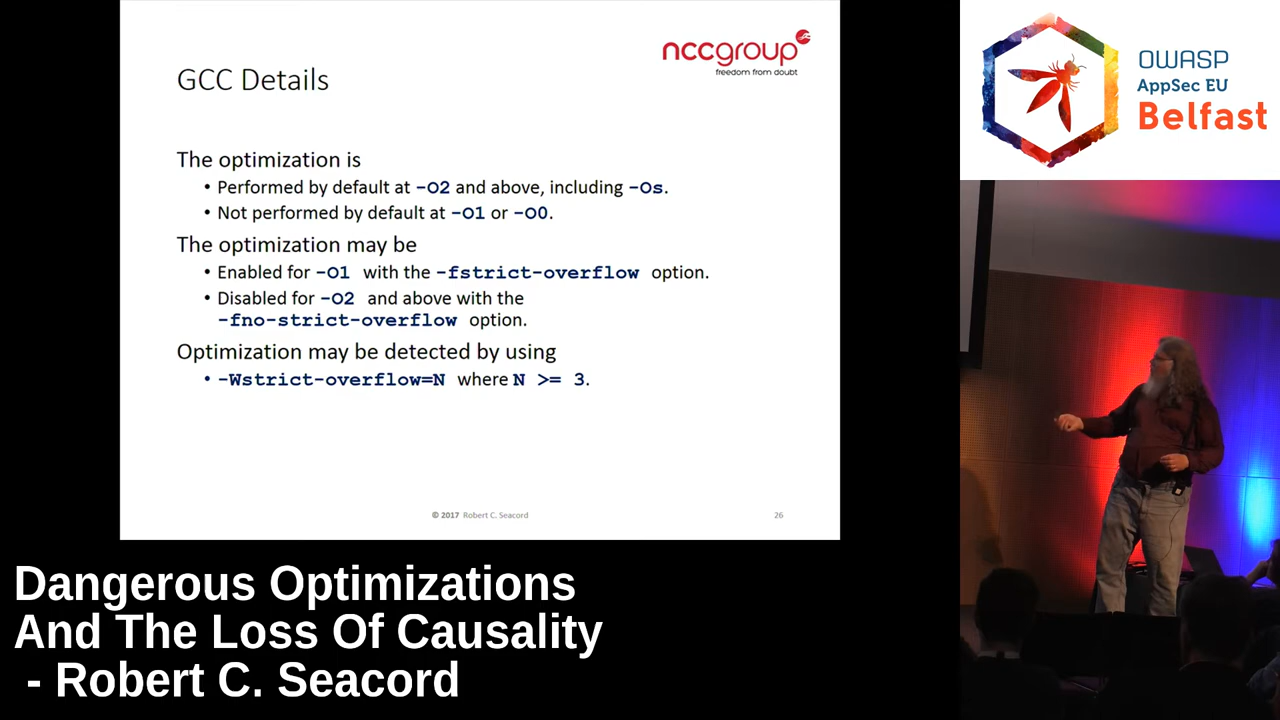 GCC Details
nccgroup
freedom from doubt
The optimization is
• Performed by default at -O2 and above, including -Os.
• Not performed by default at -O1 or -O0.
The optimization may be
• Enabled for -O1 with the -fstrict-overflow option.
• Disabled for -O2 and above with the
-fno-strict-overflow option.
Optimization may be detected by using
• -Wstrict-overflow=N where N >= 3.
© 2017 Robert C. Seacord
26
OWASP
AppSec EU
Belfast
Dangerous Optimizations
And The Loss Of Causality
- Robert C. Seacord